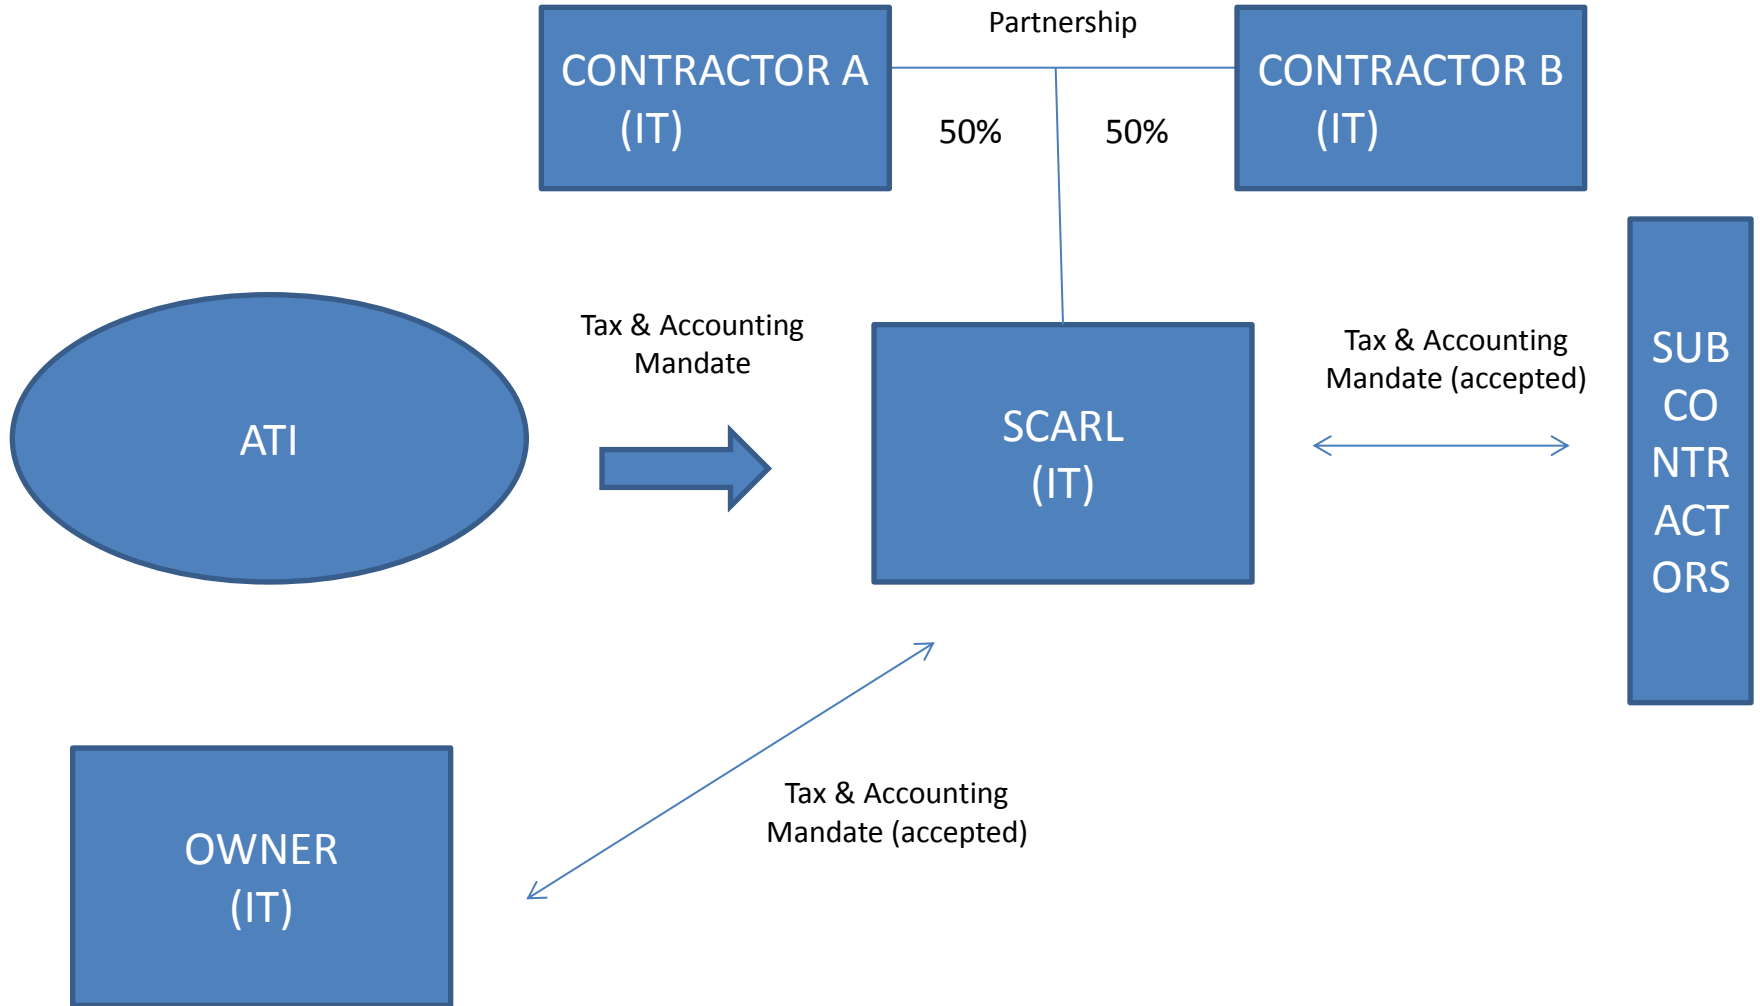 Partnership
CONTRACTOR A
(IT)
CONTRACTOR B
(IT)
50%
50%
Tax & Accounting
Mandate
Tax & Accounting
Mandate (accepted)
ATI
SCARL
(IT)
SUB
CO
NTR
ACT
ORS
Tax & Accounting
Mandate (accepted)
OWNER
(IT)